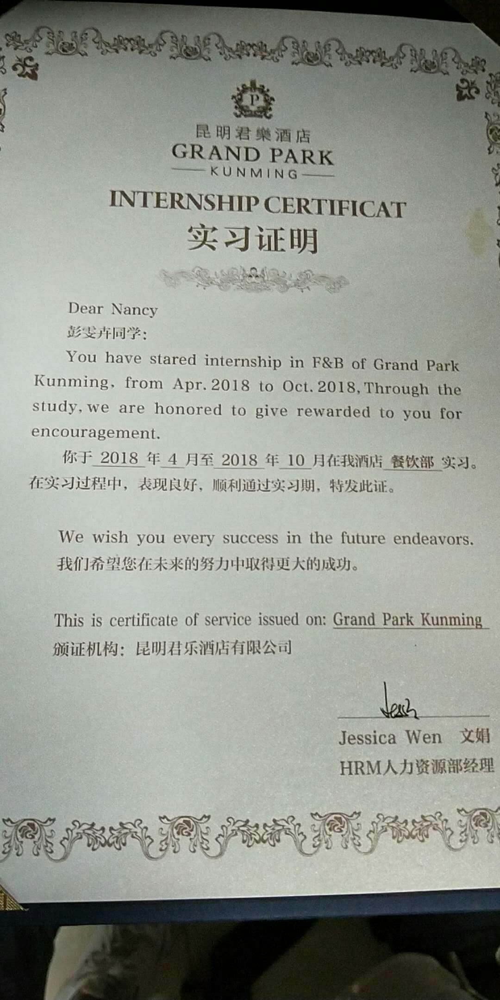 P
昆明君樂酒店
GRAND PARK
KUNMING
INTERNSHIP CERTIFICAT
实习证明
Dear Nancy
彭雯卉同学：
You have stared internship in F&B of Grand Park
Kunming, from Apr. 2018 to Oct. 2018, Through the
study, we are honored to give rewarded to you for
encouragement.
你于 2018 年 4 月至 2018 年 10 月在我酒店 餐饮部 实习。
在实习过程中，表现良好，顺利通过实习期，特发此证。
We wish you every success in the future endeavors.
我们希望您在未来的努力中取得更大的成功。
This is certificate of service issued on: Grand Park Kunming
颁证机构：昆明君乐酒店有限公司
Jessica Wen 文娟
HRM人力资源部经理